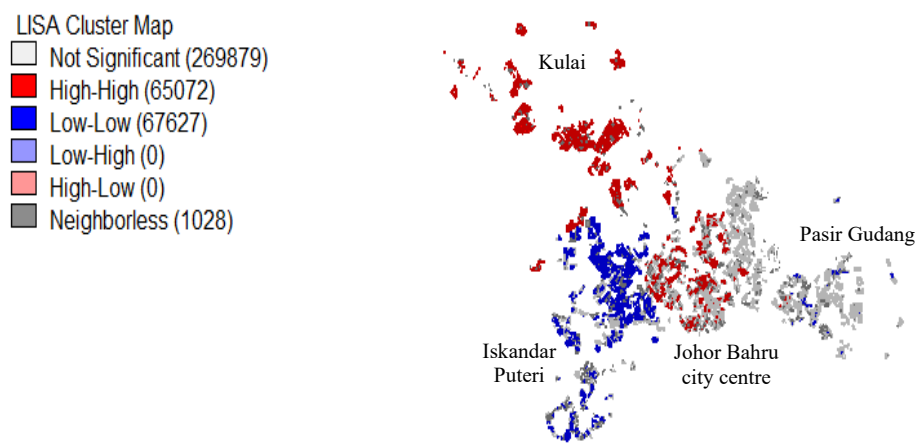 LISA Cluster Map
Not Significant (269879)
High-High (65072)
Low-Low (67627)
Low-High (0)
High-Low (0)
Neighborless (1028)
Kulai
Pasir Gudang
Iskandar
Puteri
Johor Bahru
city centre